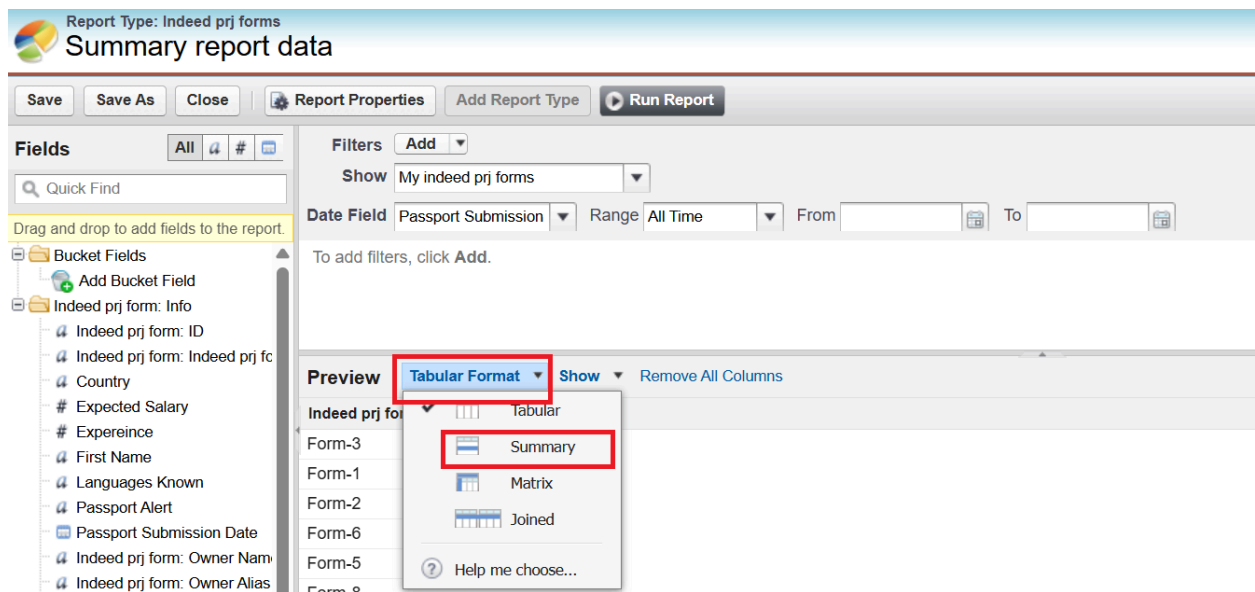 Report Type: Indeed prj forms
Summary report data
Save Save As Close Report Properties Add Report Type Run Report
Fields All a #
Quick Find
Drag and drop to add fields to the report.
Bucket Fields
Add Bucket Field
Indeed prj form: Info
a Indeed prj form: ID
a Indeed prj form: Indeed prj fo
a Country
# Expected Salary
# Expereince
a First Name
a Languages Known
a Passport Alert
Passport Submission Date
a Indeed prj form: Owner Nam
a Indeed prj form: Owner Alias
Filters Add
Show My indeed prj forms
Date Field Passport Submission Range All Time From To
To add filters, click Add.
Preview Tabular Format Show Remove All Columns
Indeed prj for
Form-3
Form-1
Form-2
Form-6
Form-5
Form-8
Tabular
Summary
Matrix
Joined
? Help me choose...